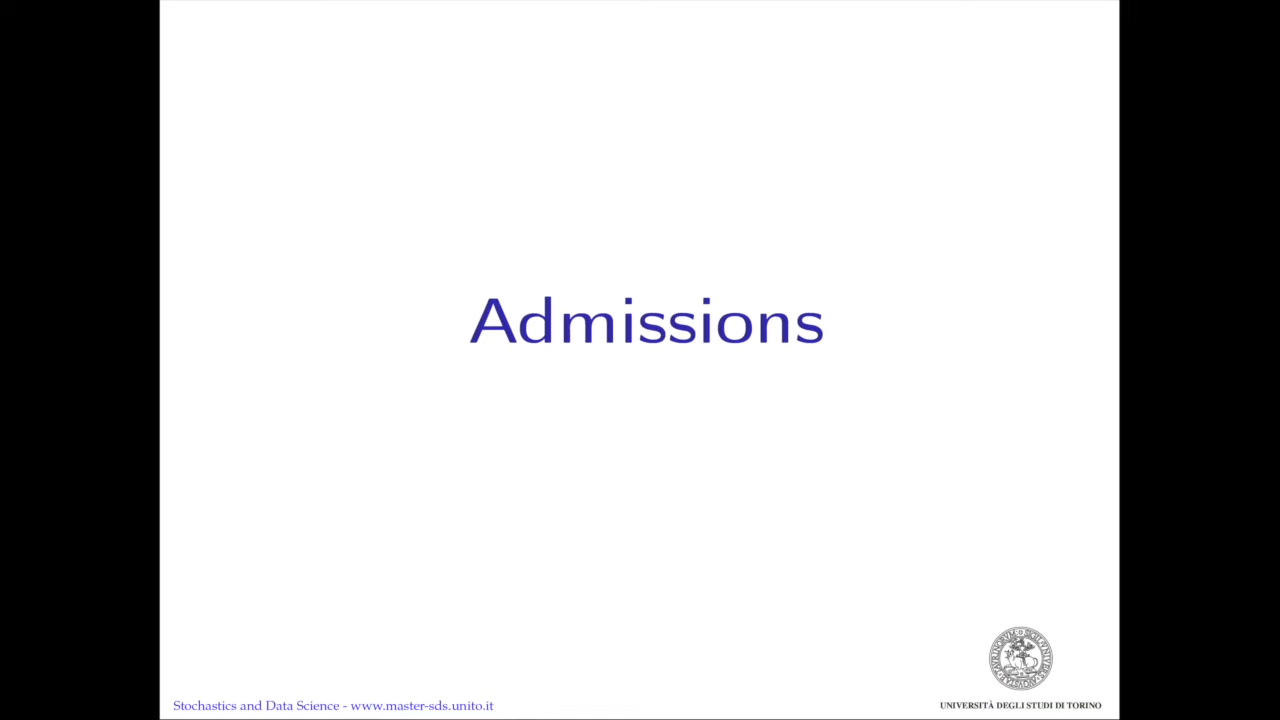 Admissions
Stochastics and Data Science - www.master-sds.unito.it
UNIVERSITÀ DEGLI STUDI DI TORINO